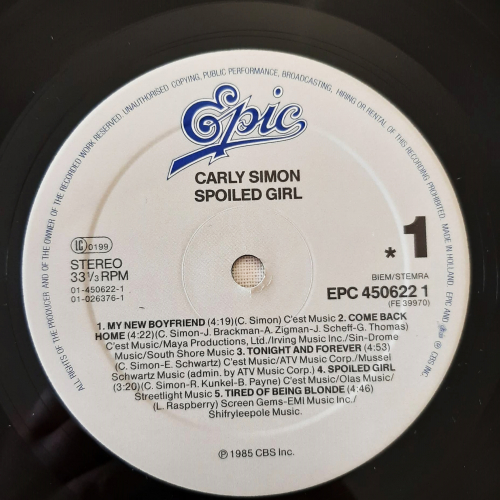 ALL RIGHTS OF THE MANUFACTURER AND OF THE OWNER OF THE RECORDED WORK RESERVED. UNAUTHORISED COPYING, PUBLIC PERFORMANCE, BROADCASTING, HIRING OR RENTAL OF THIS RECORDING PROHIBITED. MADE IN HOLLAND. EPIC AND
℗ CBS INC.
Epic
CARLY SIMON
SPOILED GIRL
LC 0199
STEREO
33 1/3 RPM
01-450622-1
01-026376-1
* 1
BIEM/STEMRA
EPC 450622 1
(FE 39970)
1. MY NEW BOYFRIEND (4:19)(C. Simon) C'est Music 2. COME BACK
HOME (4:22)(C. Simon-J. Brackman-A. Zigman-J. Scheff-G. Thomas)
C'est Music/Maya Productions, Ltd./Irving Music Inc./Sin-Drome
Music/South Shore Music 3. TONIGHT AND FOREVER (4:53)
(C. Simon-E. Schwartz) C'est Music/ATV Music Corp./Mussel
Schwartz Music (admin. by ATV Music Corp.) 4. SPOILED GIRL
(3:20)(C. Simon-R. Kunkel-B. Payne) C'est Music/Olas Music/
Streetlight Music 5. TIRED OF BEING BLONDE (4:46)
(L. Raspberry) Screen Gems-EMI Music Inc./
Shifryleepole Music.
℗ 1985 CBS Inc.